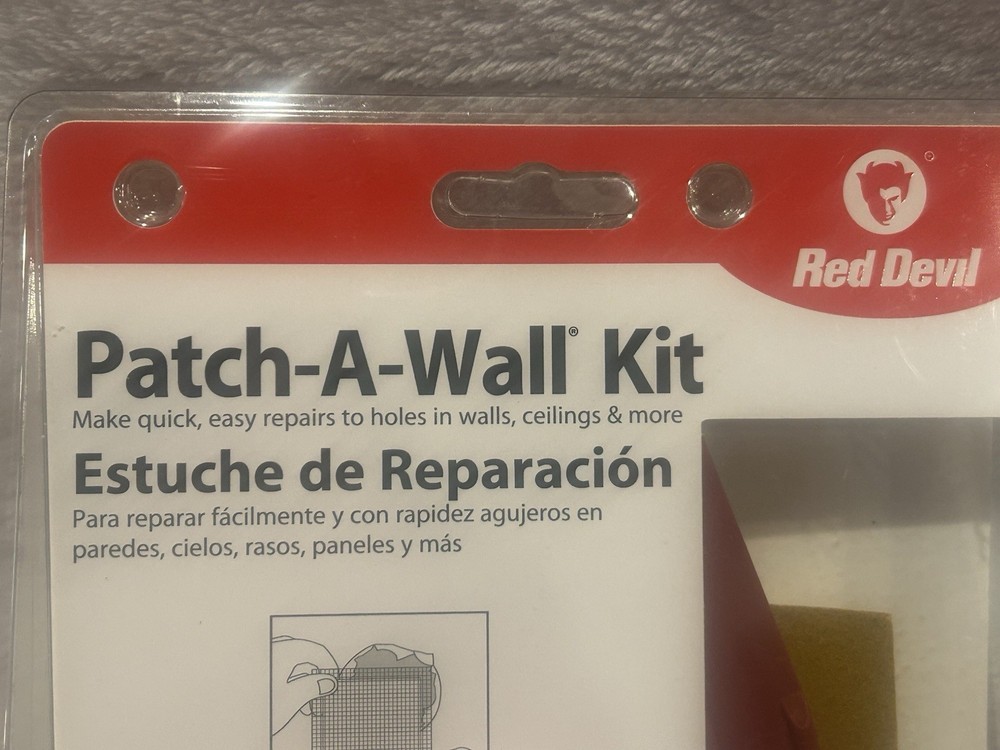 Red Devil®
Patch-A-Wall® Kit
Make quick, easy repairs to holes in walls, ceilings & more
Estuche de Reparación
Para reparar fácilmente y con rapidez agujeros en
paredes, cielos, rasos, paneles y más